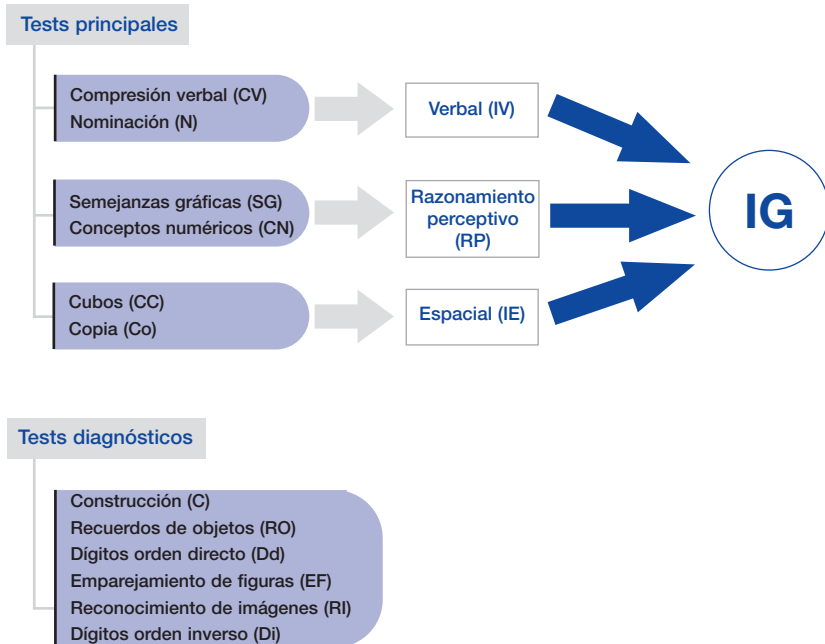 Tests principales
Compresión verbal (CV)
Nominación (N)
Verbal (IV)
Semejanzas gráficas (SG)
Conceptos numéricos (CN)
Razonamiento
perceptivo
(RP)
IG
Cubos (CC)
Copia (Co)
Espacial (IE)
Tests diagnósticos
Construcción (C)
Recuerdos de objetos (RO)
Dígitos orden directo (Dd)
Emparejamiento de figuras (EF)
Reconocimiento de imágenes (RI)
Dígitos orden inverso (Di)